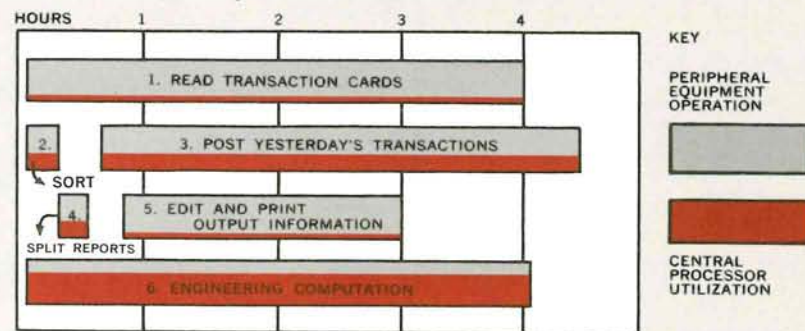 HOURS 1 2 3 4
1. READ TRANSACTION CARDS
2. 3. POST YESTERDAY'S TRANSACTIONS
SORT
4. 5. EDIT AND PRINT
OUTPUT INFORMATION
SPLIT REPORTS
6. ENGINEERING COMPUTATION
KEY
PERIPHERAL
EQUIPMENT
OPERATION
CENTRAL
PROCESSOR
UTILIZATION